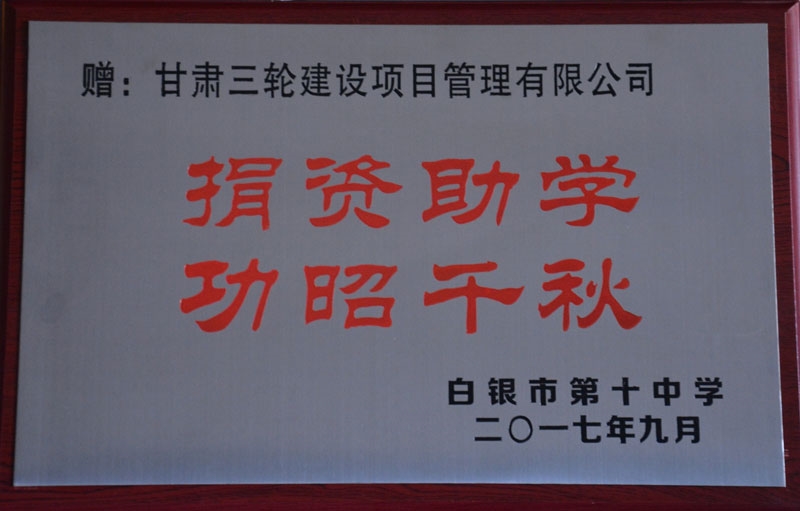 赠：甘肃三轮建设项目管理有限公司
捐资助学
功昭千秋
白银市第十中学
二〇一七年九月